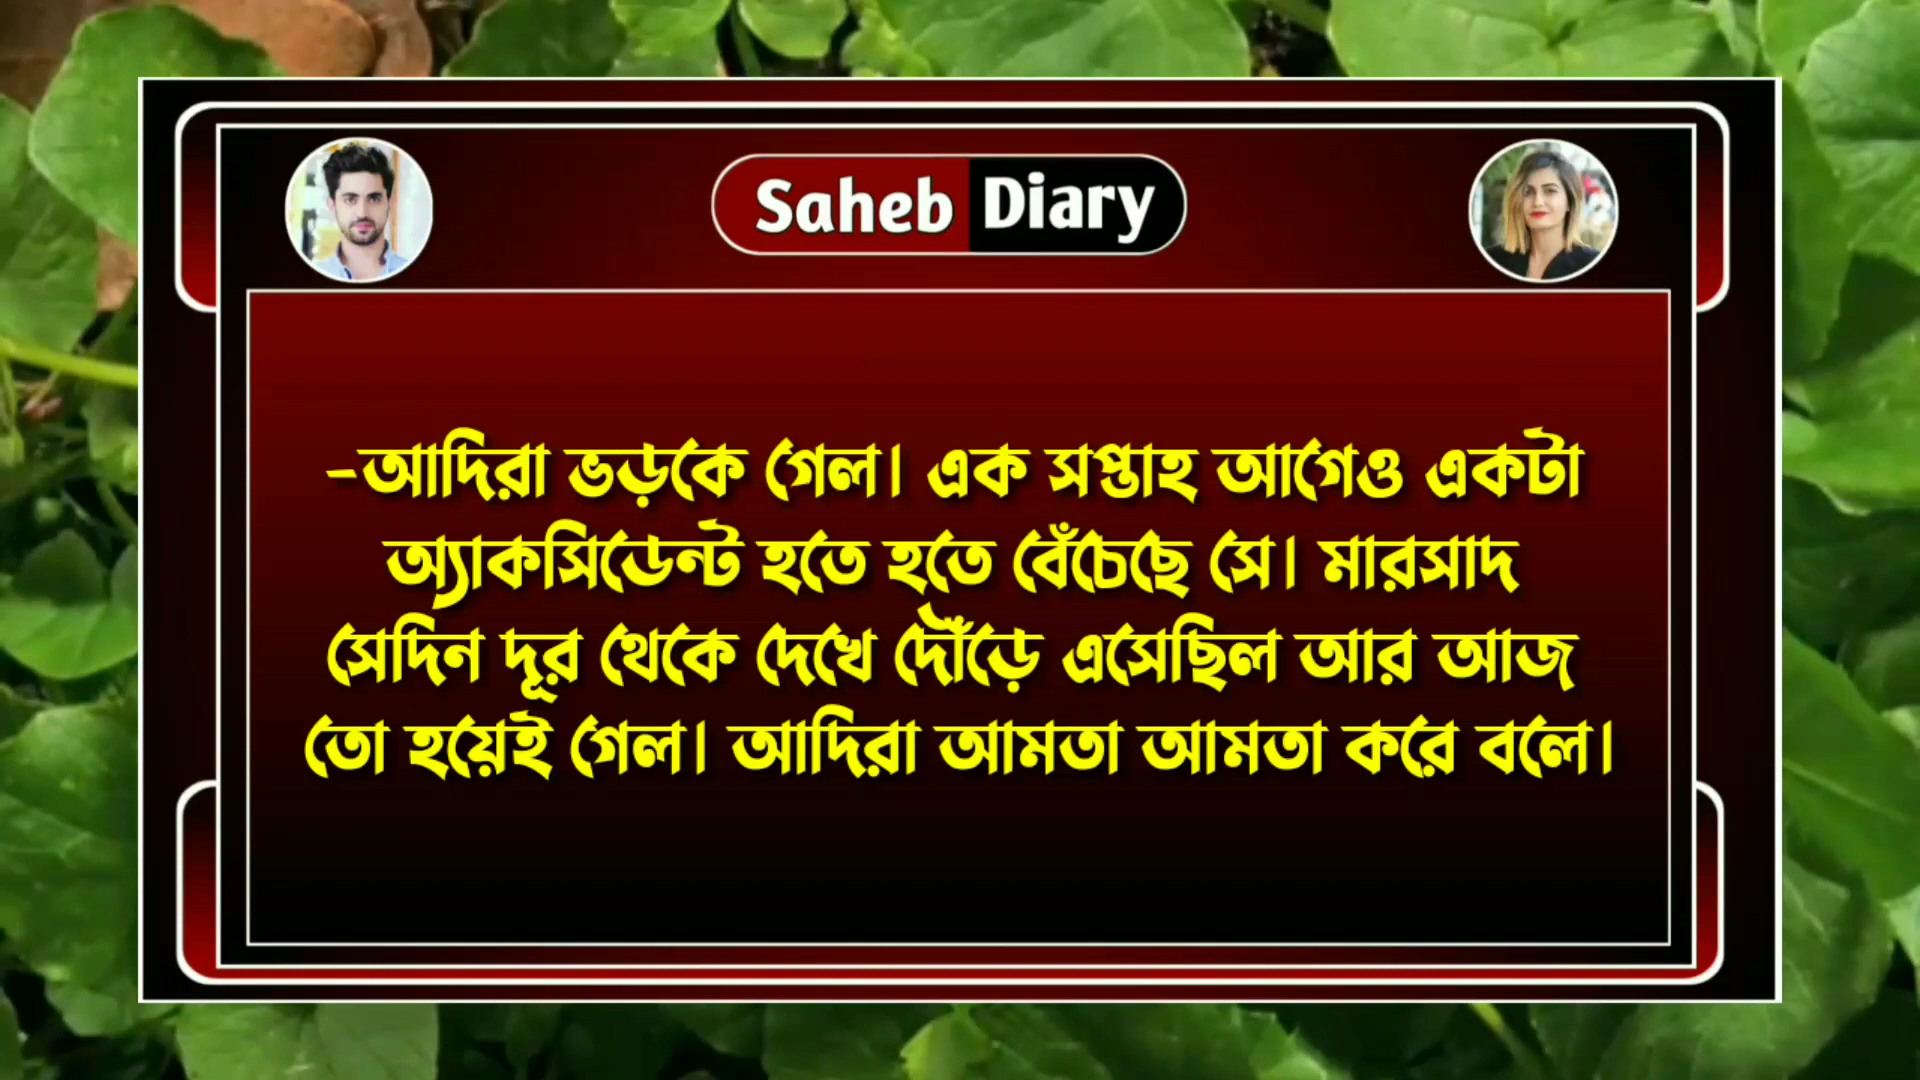 Saheb Diary
-আদিরা ভড়কে গেল। এক সপ্তাহ আগেও একটা
অ্যাকসিডেন্ট হতে হতে বেঁচেছে সে। মারসাদ
সেদিন দূর থেকে দেখে দৌঁড়ে এসেছিল আর আজ
তো হয়েই গেল। আদিরা আমতা আমতা করে বলে।